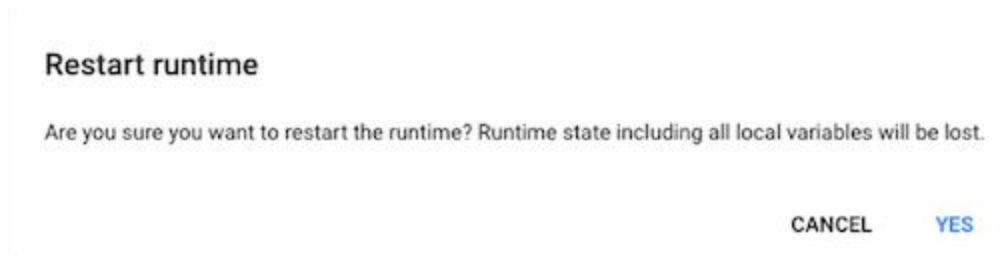 Restart runtime
Are you sure you want to restart the runtime? Runtime state including all local variables will be lost.
CANCEL YES